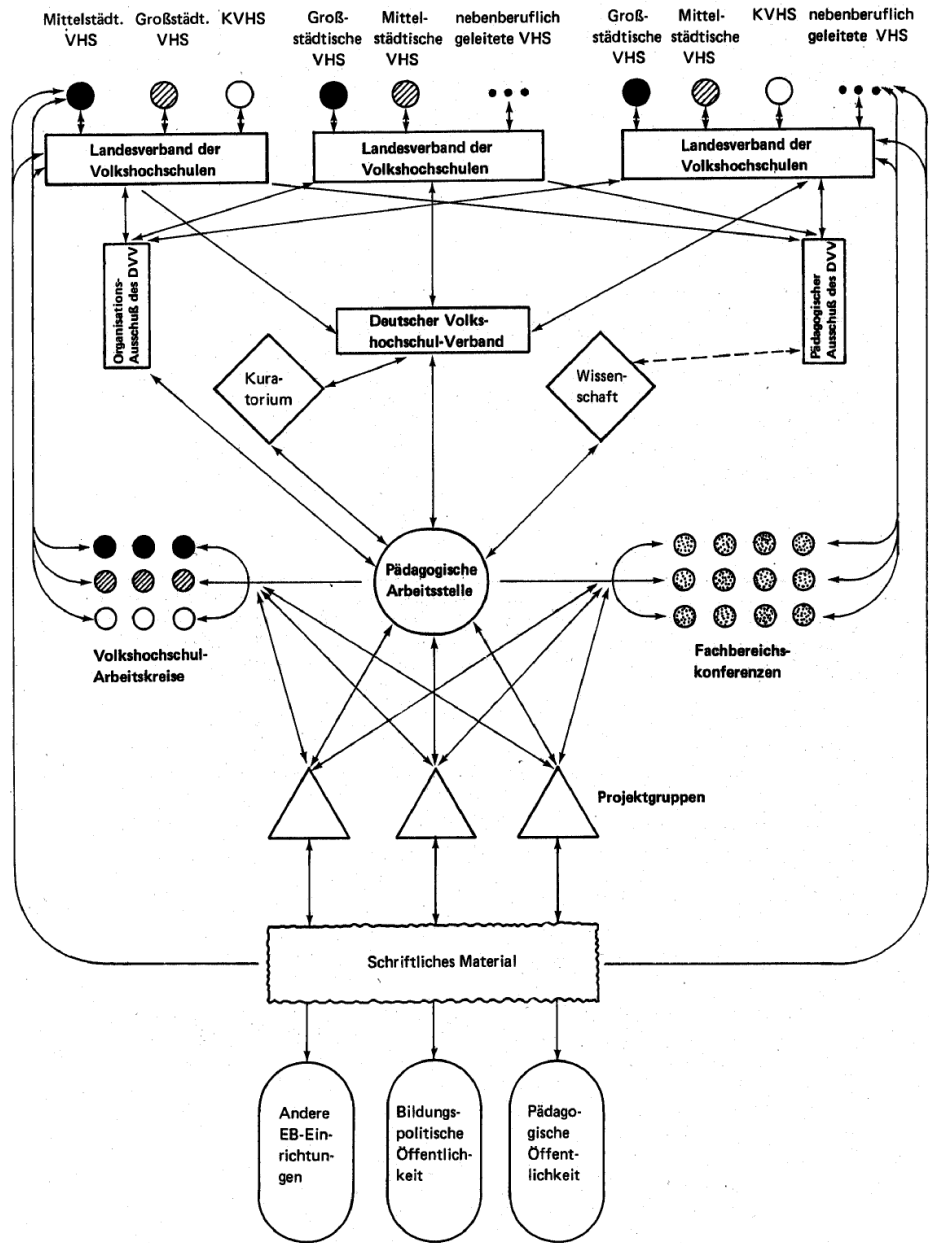 Mittelstädt.
VHS
Großstädt.
VHS
KVHS
Groß-
städtische
VHS
Mittel-
städtische
VHS
nebenberuflich
geleitete VHS
Groß-
städtische
VHS
Mittel-
städtische
VHS
KVHS
nebenberuflich
geleitete VHS
Landesverband der
Volkshochschulen
Landesverband der
Volkshochschulen
Landesverband der
Volkshochschulen
Organisations-
Ausschuß des DVV
Deutscher Volks-
hochschul-Verband
Pädagogischer
Ausschuß des DVV
Kura-
torium
Wissen-
schaft
Pädagogische
Arbeitsstelle
Volkshochschul-
Arbeitskreise
Fachbereichs-
konferenzen
Projektgruppen
Schriftliches Material
Andere
EB-Ein-
richtun-
gen
Bildungs-
politische
Öffentlich-
keit
Pädago-
gische
Öffent-
lichkeit